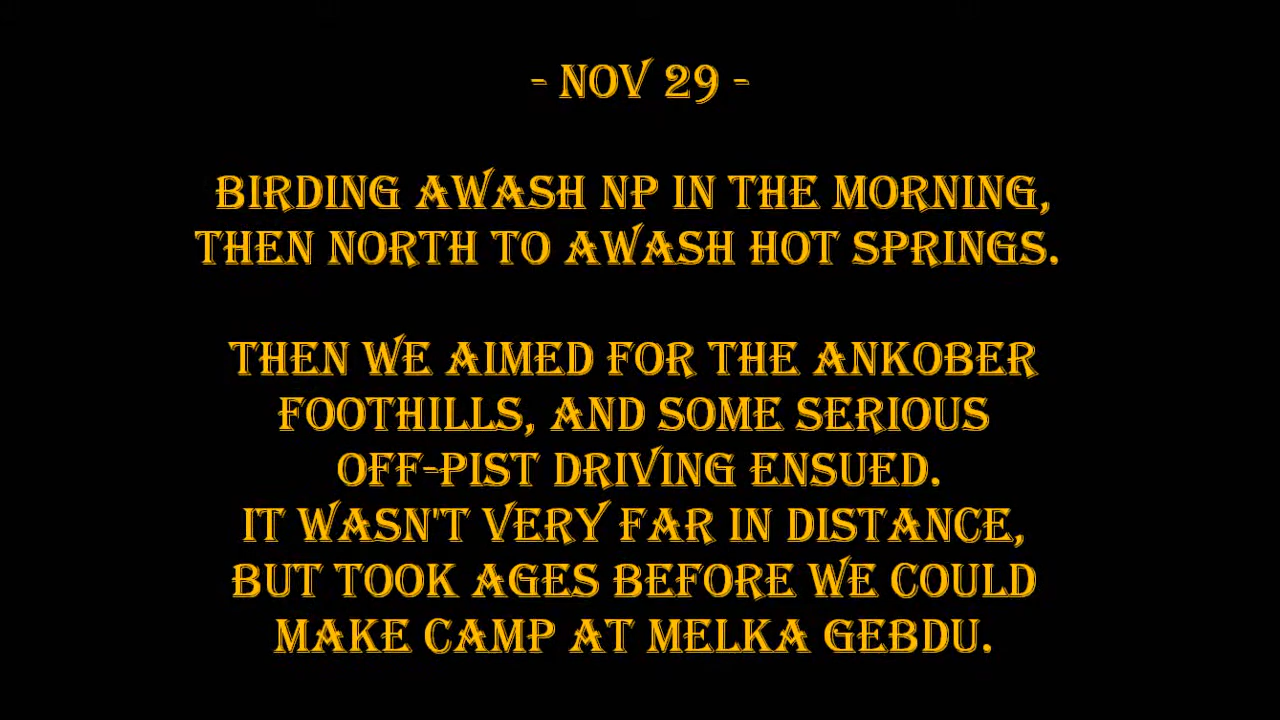 - NOV 29 -
BIRDING AWASH NP IN THE MORNING,
THEN NORTH TO AWASH HOT SPRINGS.
THEN WE AIMED FOR THE ANKOBER
FOOTHILLS, AND SOME SERIOUS
OFF-PIST DRIVING ENSUED.
IT WASN'T VERY FAR IN DISTANCE,
BUT TOOK AGES BEFORE WE COULD
MAKE CAMP AT MELKA GEBDU.